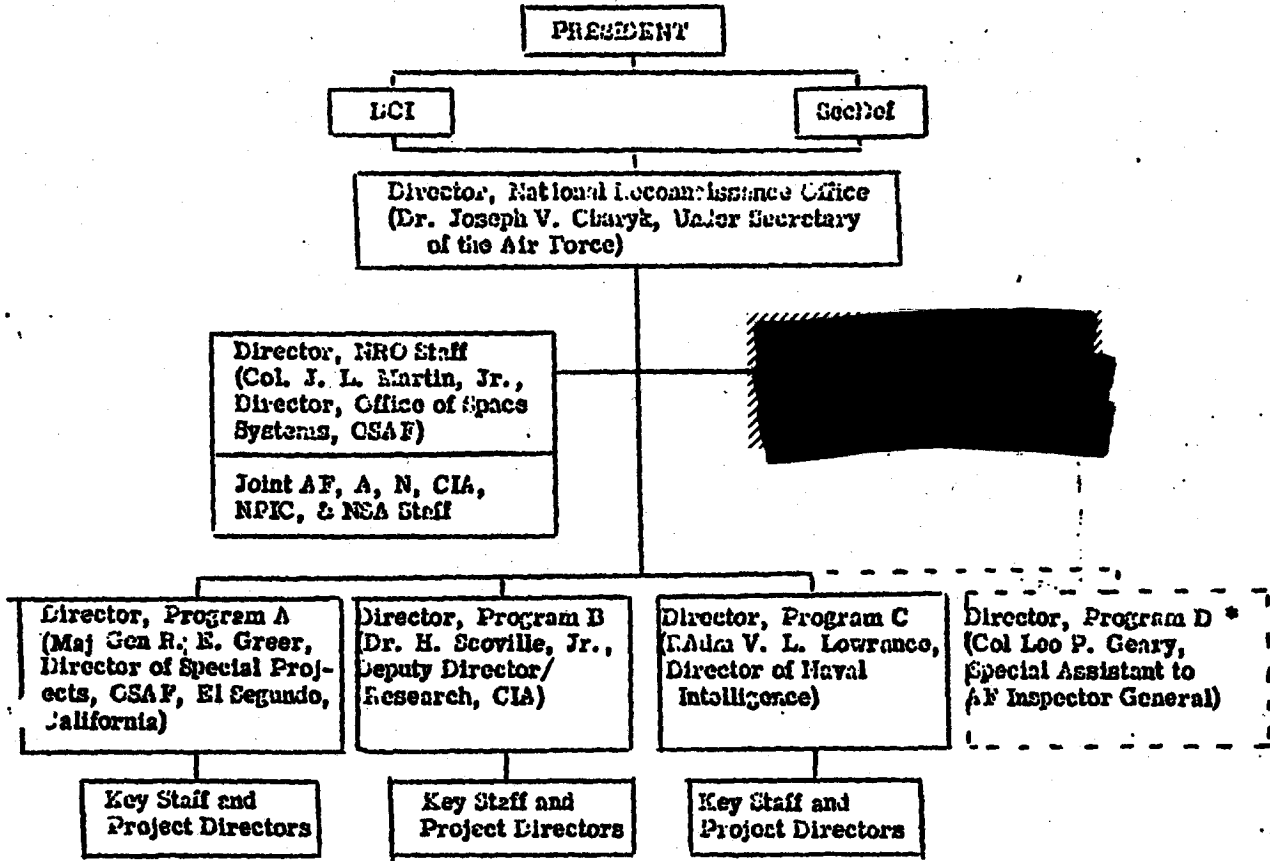 PRESIDENT
DCI
SecDef
Director, National Reconnaissance Office
(Dr. Joseph V. Charyk, Under Secretary
of the Air Force)
Director, NRO Staff
(Col. J. L. Martin, Jr.,
Director, Office of Space
Systems, OSAF)
Joint AF, A, N, CIA,
NPIC, & NSA Staff
Director, Program A
(Maj Gen R. E. Greer,
Director of Special Proj-
ects, OSAF, El Segundo,
California)
Director, Program B
(Dr. H. Scoville, Jr.,
Deputy Director/
Research, CIA)
Director, Program C
(RAdm V. L. Lowrance,
Director of Naval
Intelligence)
Director, Program D *
(Col Leo P. Geary,
Special Assistant to
AF Inspector General)
Key Staff and
Project Directors
Key Staff and
Project Directors
Key Staff and
Project Directors